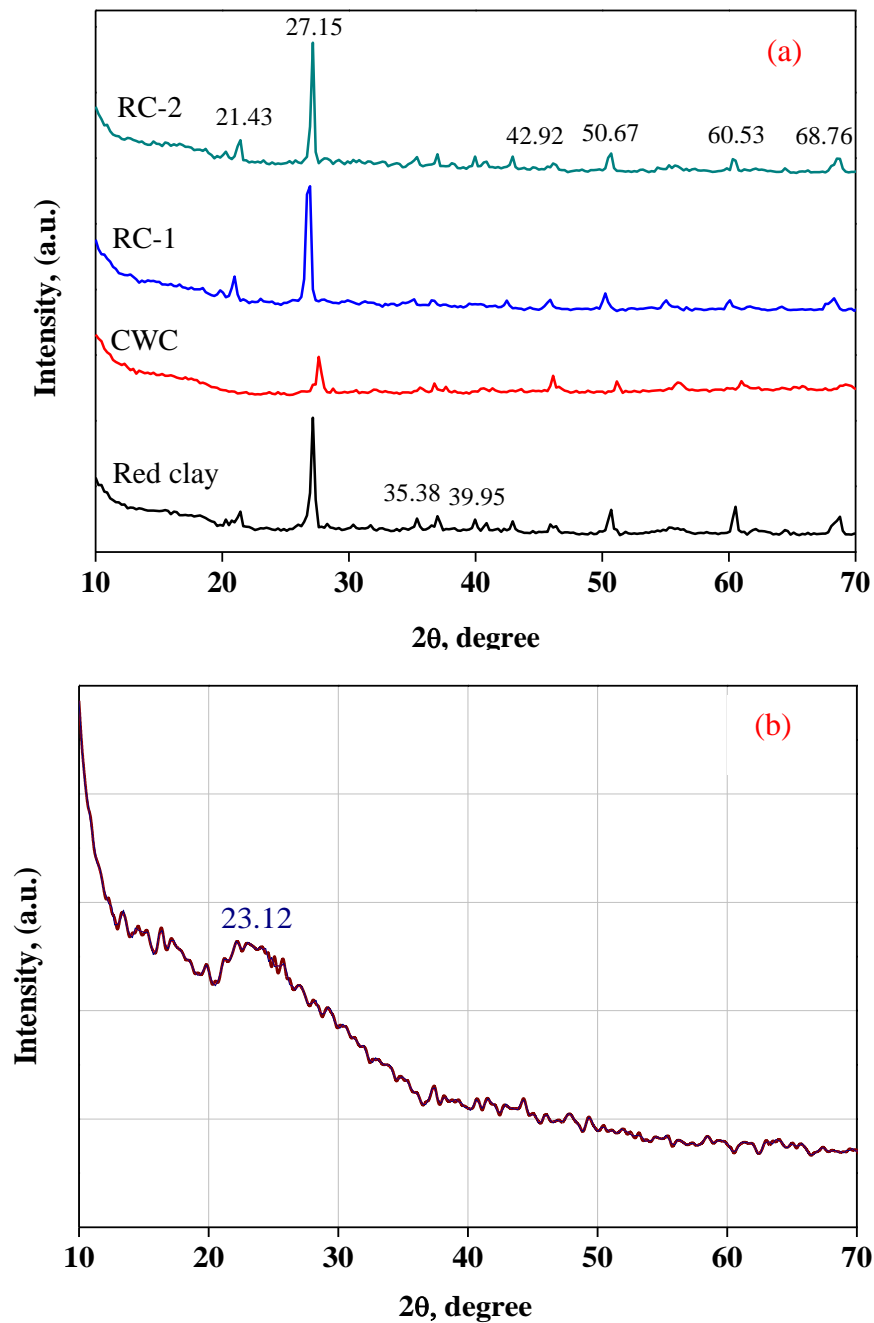 27.15
(a)
RC-2
21.43
42.92
50.67
60.53
68.76
RC-1
CWC
Red clay
35.38
39.95
Intensity, (a.u.)
10 20 30 40 50 60 70
2θ, degree
(b)
23.12
Intensity, (a.u.)
10 20 30 40 50 60 70
2θ, degree